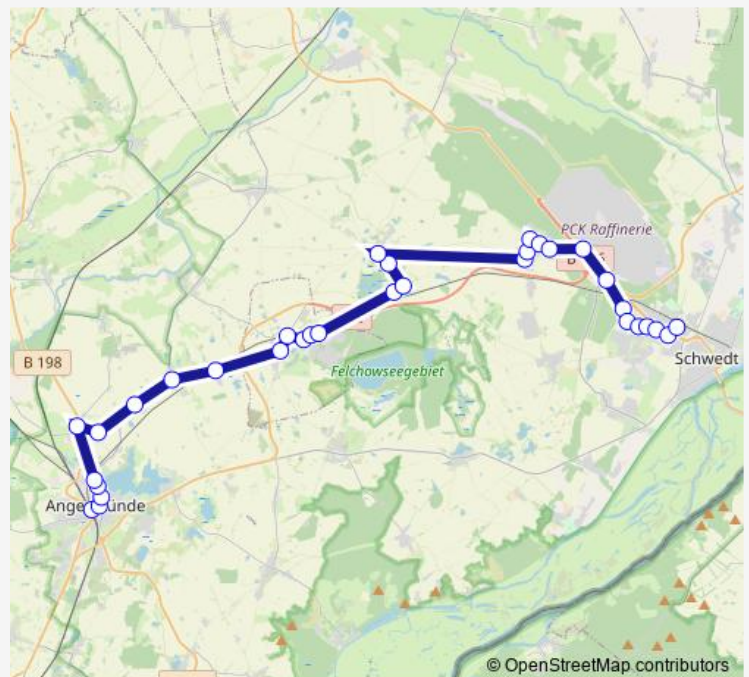 PCK Raffinerie
B
Felchowseegebiet
B 198
Schwedt
© OpenStreetMap contributors